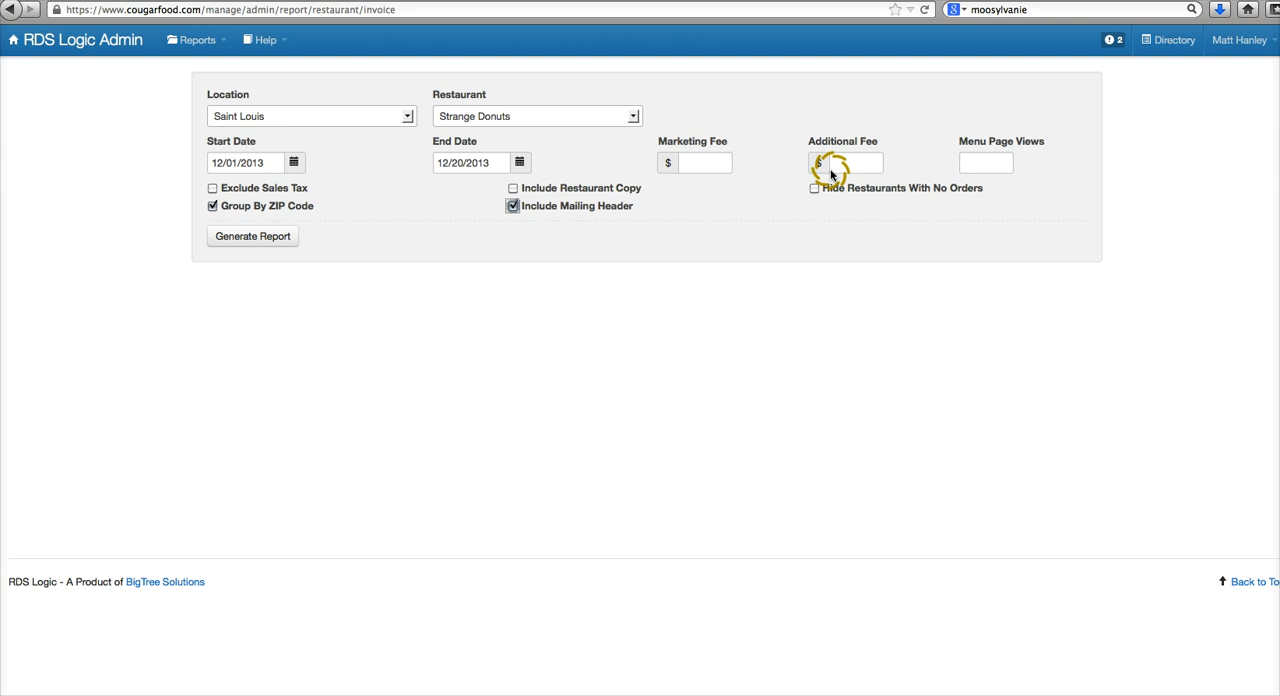 https://www.cougarfood.com/manage/admin/report/restaurant/invoice
moosylvanie
RDS Logic Admin Reports Help 2 Directory Matt Hanley
Location Restaurant
Saint Louis Strange Donuts
Start Date End Date Marketing Fee Additional Fee Menu Page Views
12/01/2013 12/20/2013 $ $
Exclude Sales Tax Include Restaurant Copy Hide Restaurants With No Orders
Group By ZIP Code Include Mailing Header
Generate Report
RDS Logic - A Product of BigTree Solutions Back to To